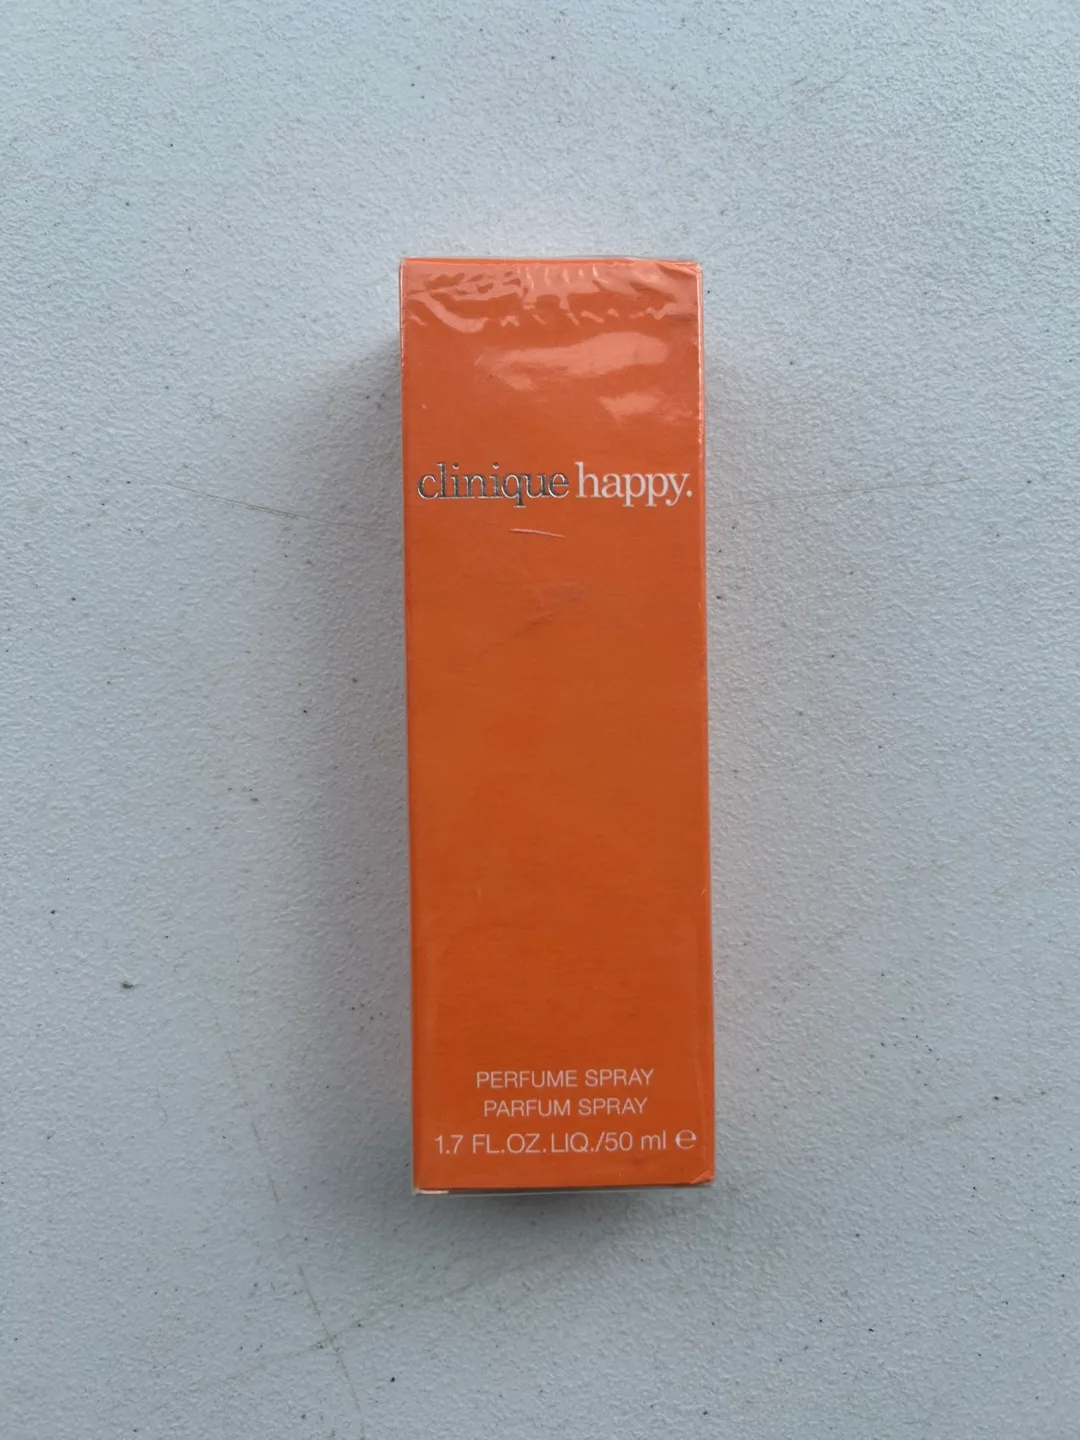 clinique happy.
PERFUME SPRAY
PARFUM SPRAY
1.7 FL.OZ.LIQ./50 ml ℮